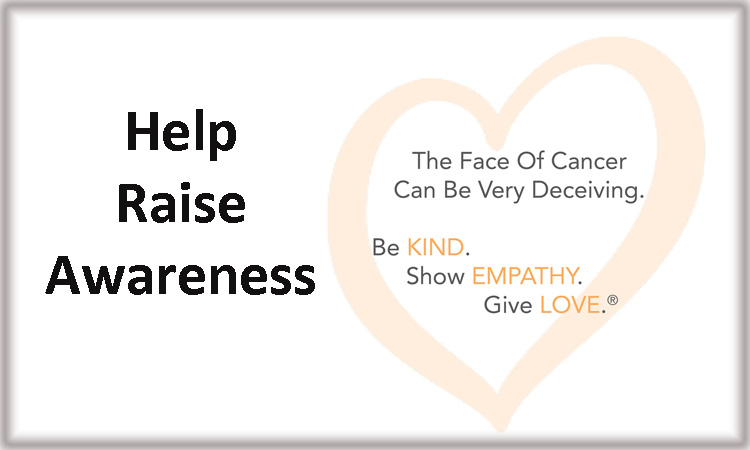 Help
Raise
Awareness
The Face Of Cancer
Can Be Very Deceiving.
Be KIND.
Show EMPATHY.
Give LOVE.®